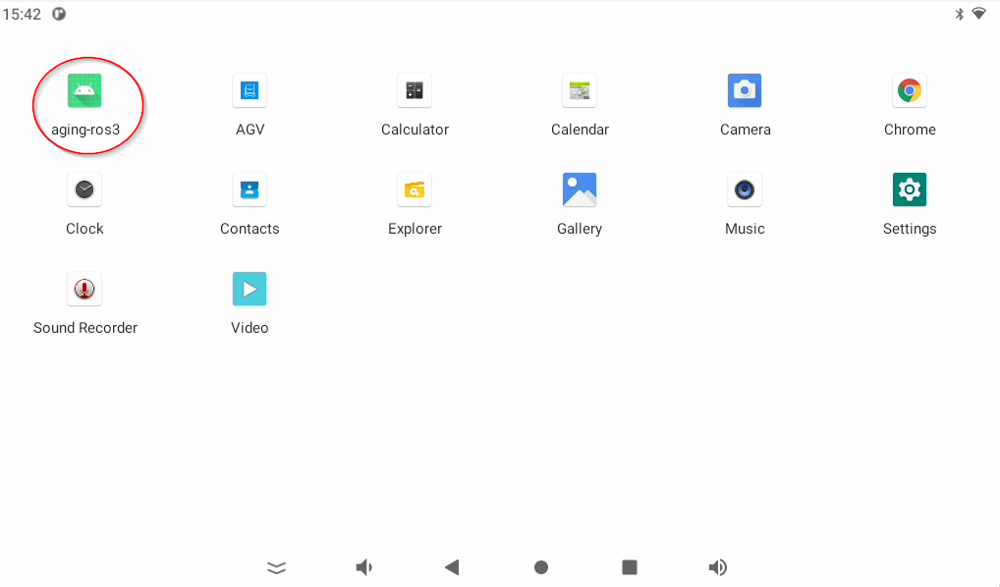 15:42
aging-ros3
AGV
Calculator
Calendar
Camera
Chrome
Clock
Contacts
Explorer
Gallery
Music
Settings
Sound Recorder
Video